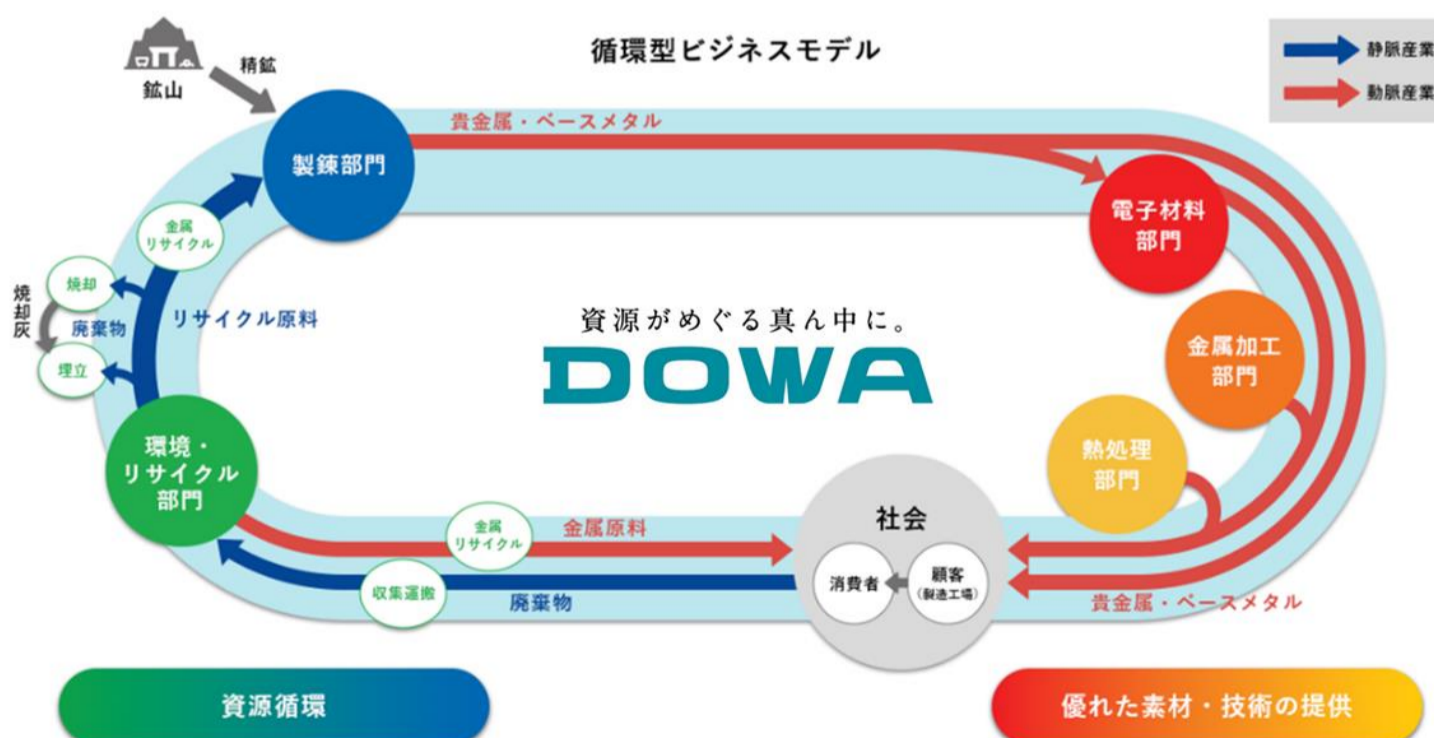 循環型ビジネスモデル
静脈産業
動脈産業
鉱山
精鉱
製錬部門
貴金属・ベースメタル
電子材料
部門
金属
リサイクル
焼却
焼却灰
廃棄物
リサイクル原料
埋立
資源がめぐる真ん中に。
DOWA
金属加工
部門
熱処理
部門
環境・
リサイクル
部門
金属
リサイクル
金属原料
社会
消費者
顧客
(製造工場)
収集運搬
廃棄物
貴金属・ベースメタル
資源循環
優れた素材・技術の提供